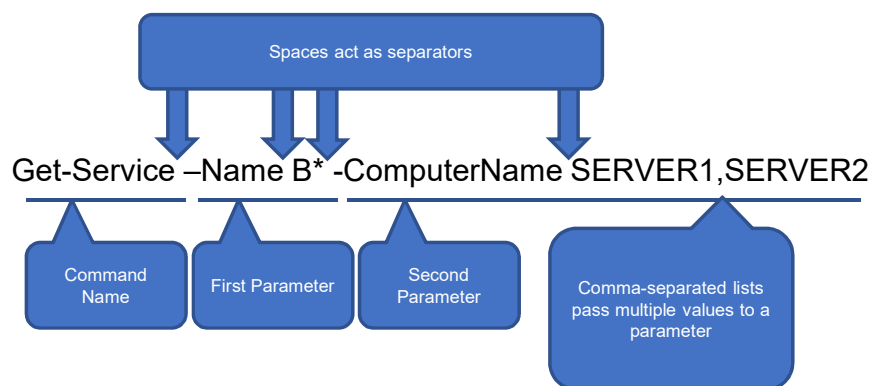 Spaces act as separators
Get-Service –Name B* -ComputerName SERVER1,SERVER2
Command
Name
First Parameter
Second
Parameter
Comma-separated lists
pass multiple values to a
parameter